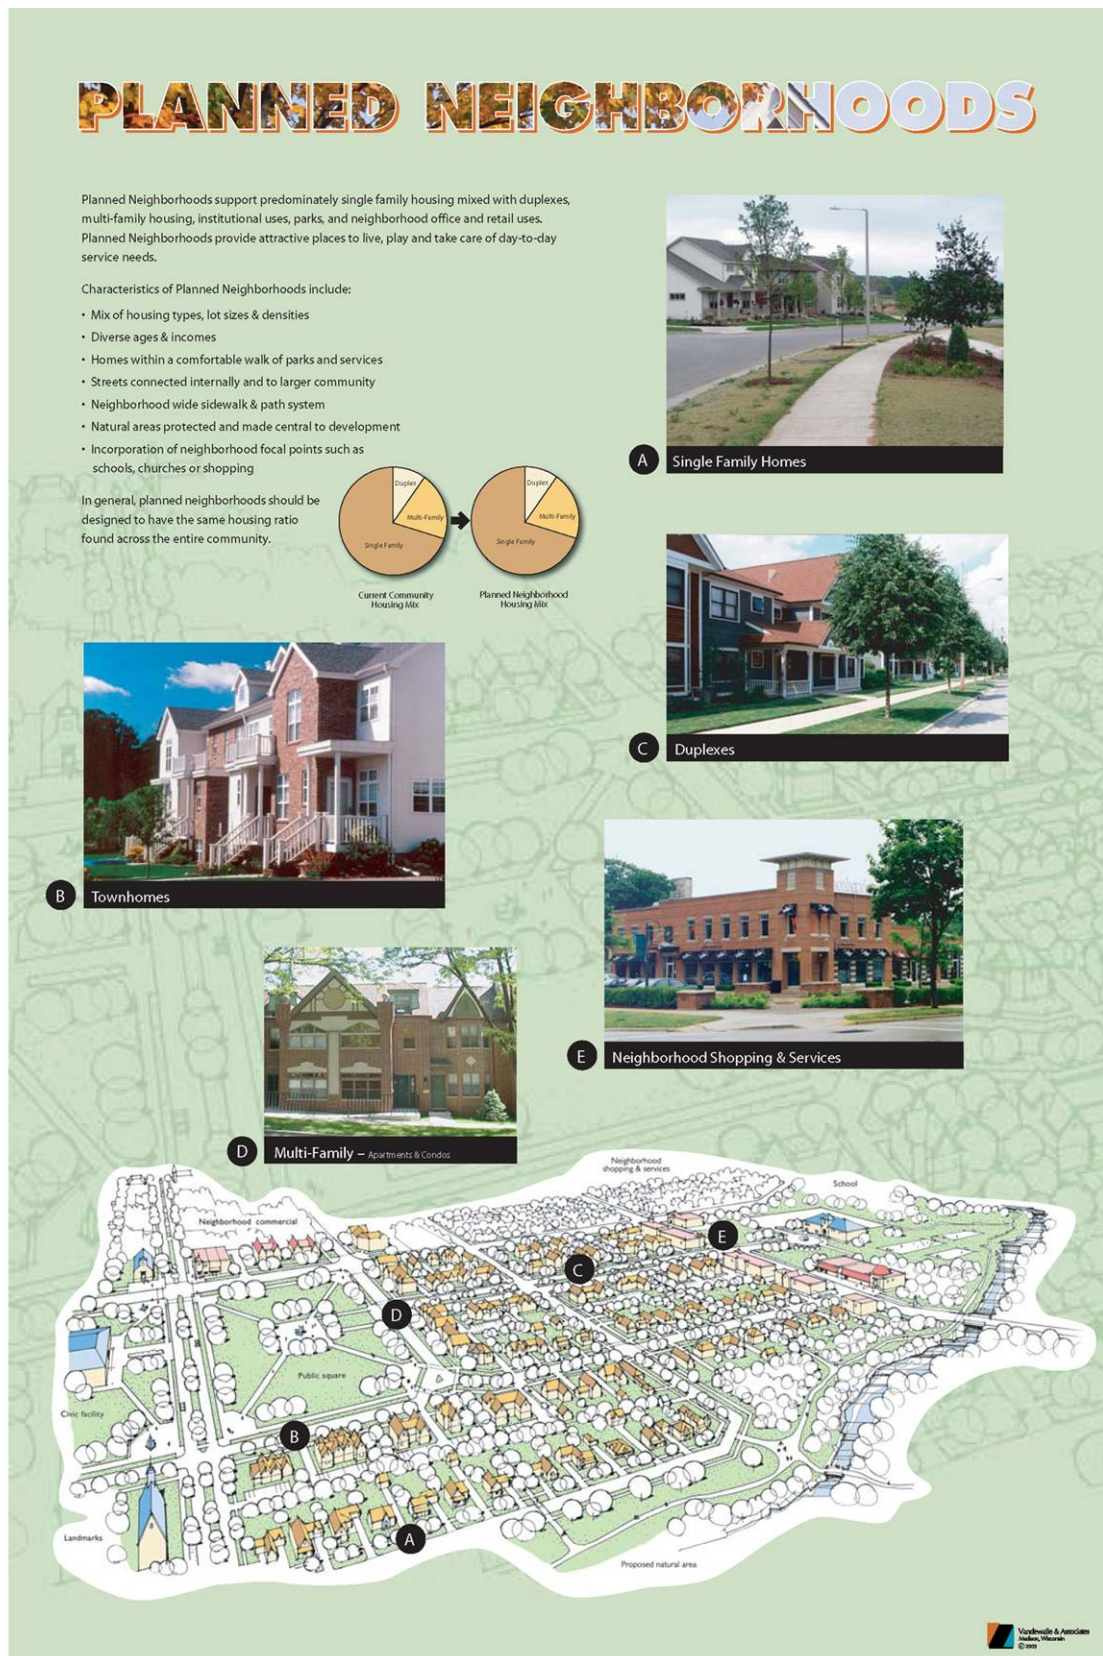 PLANNED NEIGHBORHOODS
Planned Neighborhoods support predominately single family housing mixed with duplexes,
multi-family housing, institutional uses, parks, and neighborhood office and retail uses.
Planned Neighborhoods provide attractive places to live, play and take care of day-to-day
service needs.
Characteristics of Planned Neighborhoods include:
• Mix of housing types, lot sizes & densities
• Diverse ages & incomes
• Homes within a comfortable walk of parks and services
• Streets connected internally and to larger community
• Neighborhood wide sidewalk & path system
• Natural areas protected and made central to development
• Incorporation of neighborhood focal points such as
schools, churches or shopping
In general, planned neighborhoods should be
designed to have the same housing ratio
found across the entire community.
Duplex
Multi-Family
Single Family
Current Community
Housing Mix
Duplex
Multi-Family
Single Family
Planned Neighborhood
Housing Mix
A Single Family Homes
C Duplexes
B Townhomes
E Neighborhood Shopping & Services
D Multi-Family – Apartments & Condos
Neighborhood
shopping & services
School
Neighborhood commercial
E
C
D
Public square
Civic facility
B
A
Landmarks
Proposed natural area
Vandewalle & Associates
Madison, Wisconsin
© 2003